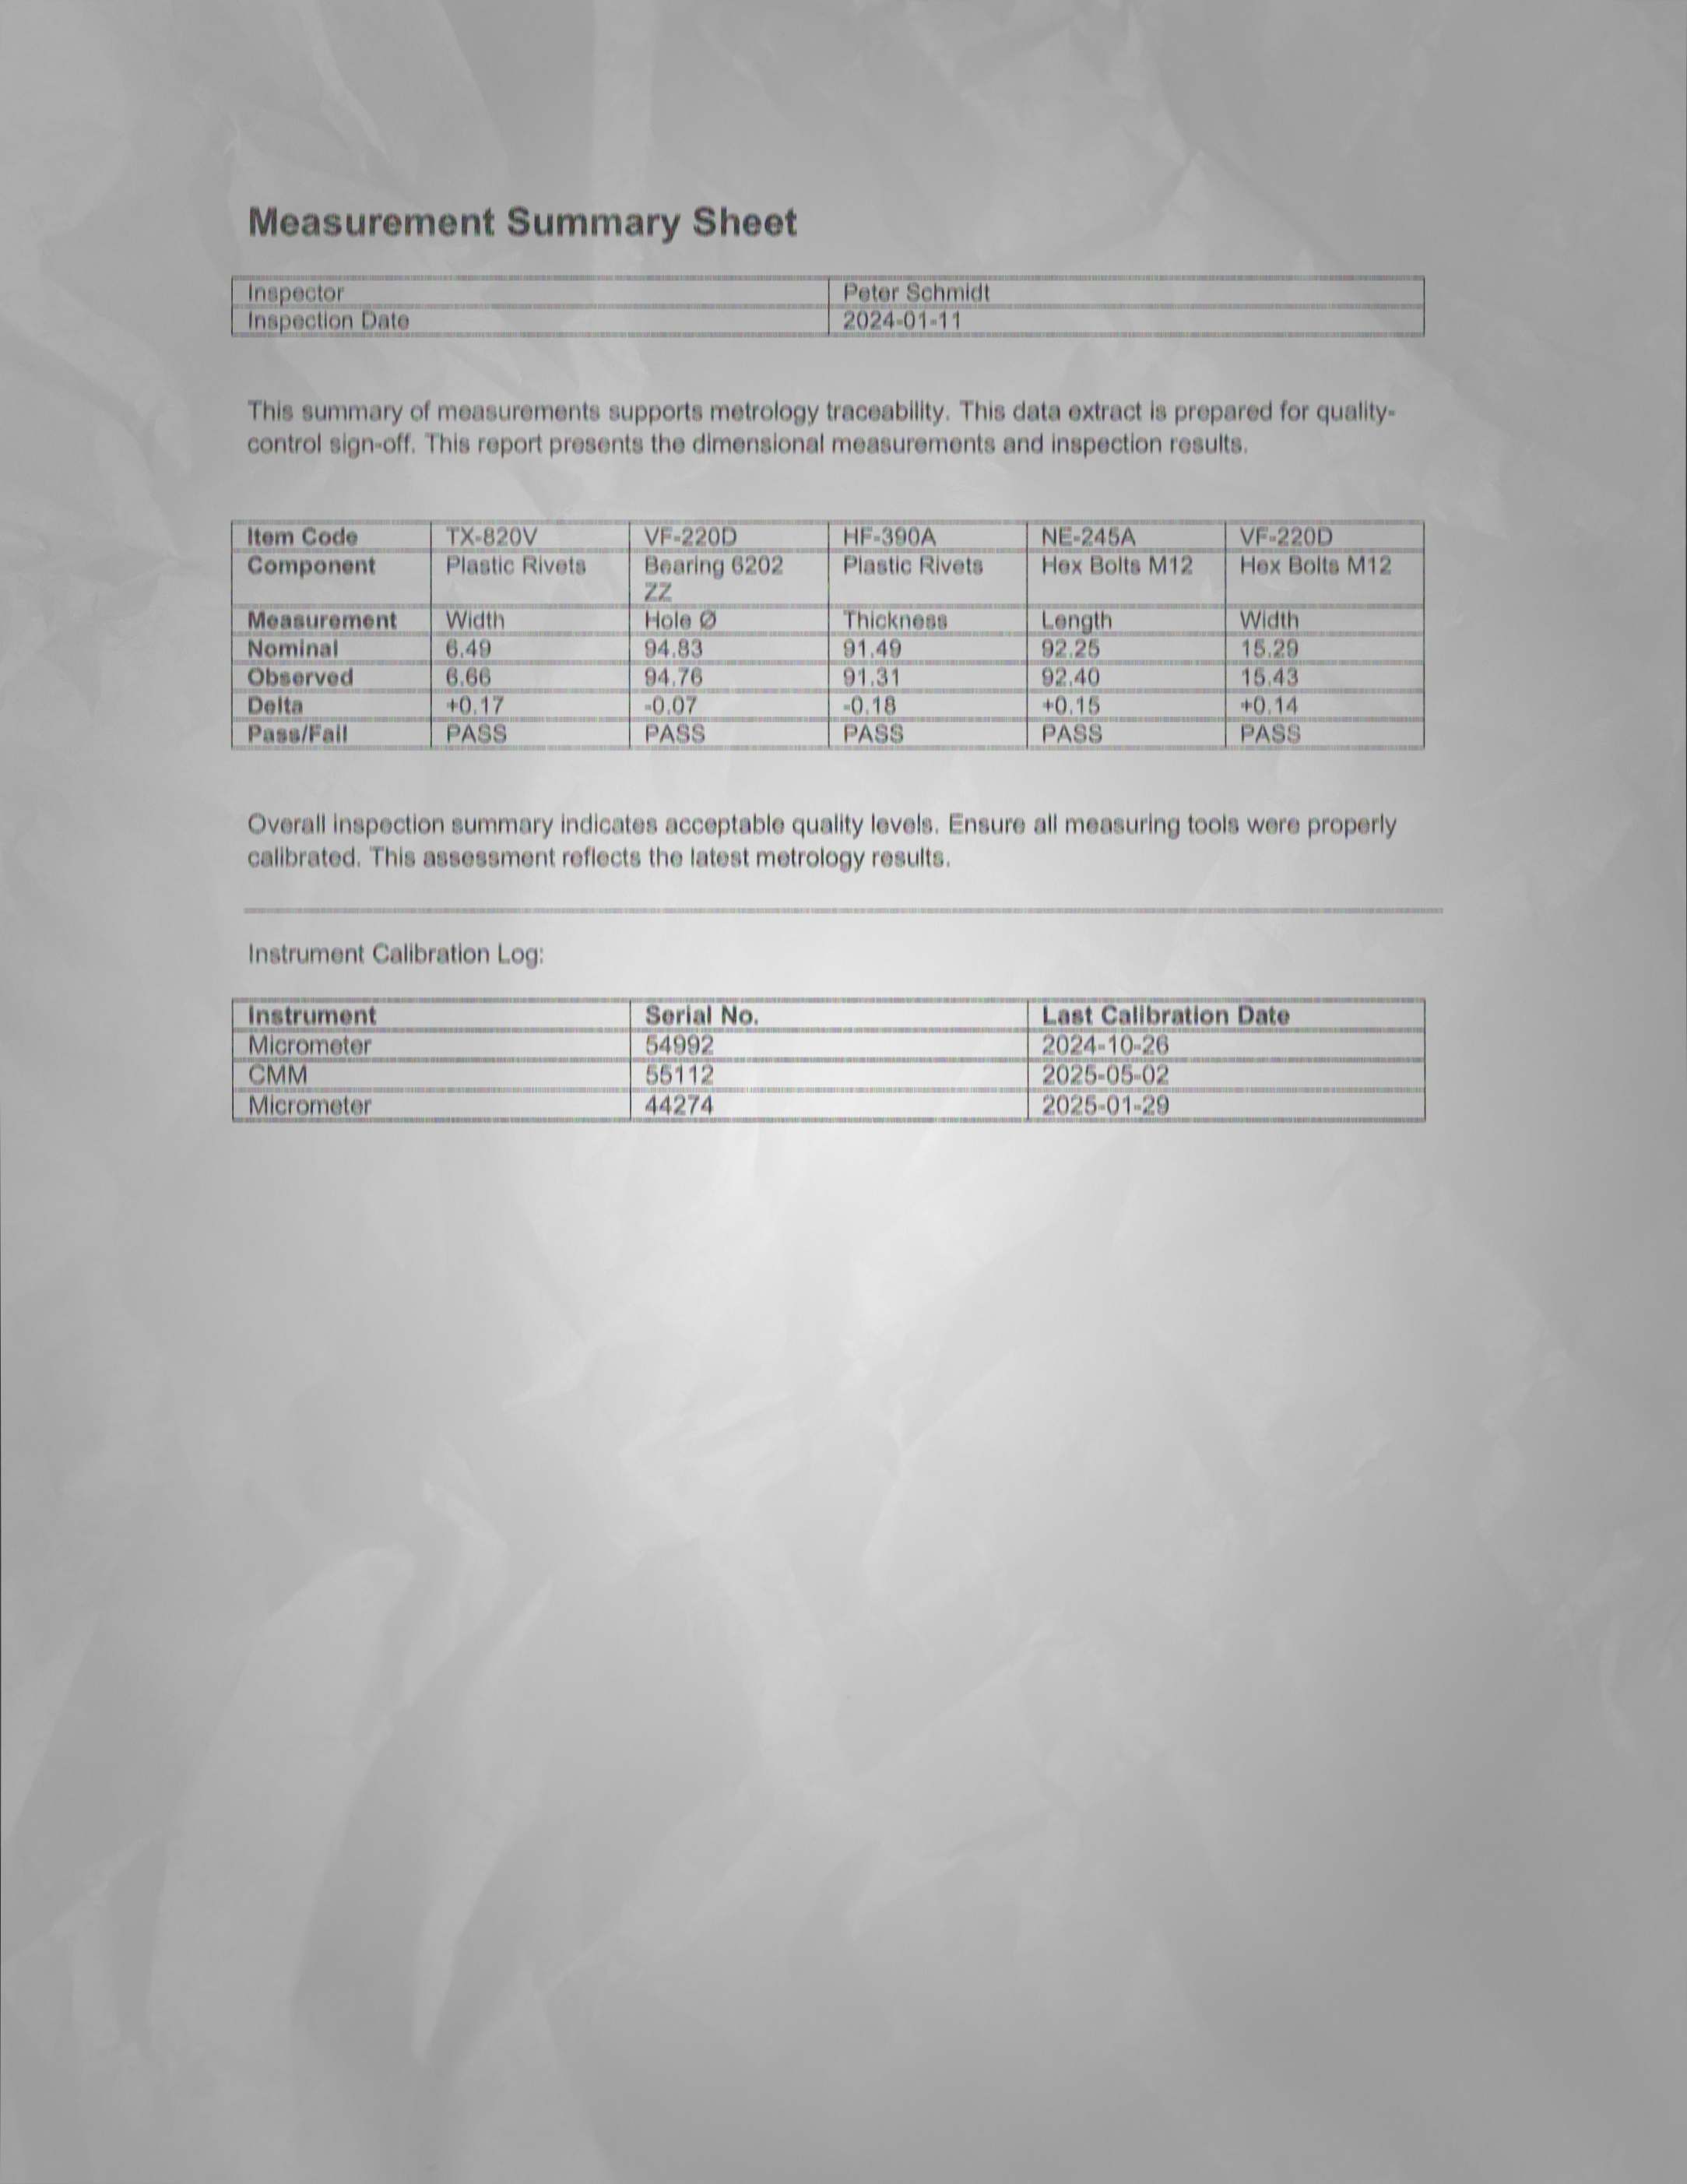 Measurement Summary Sheet
Inspector Peter Schmidt
Inspection Date 2024-01-11
This summary of measurements supports metrology traceability. This data extract is prepared for quality-
control sign-off. This report presents the dimensional measurements and inspection results.
Item Code TX-820V VF-220D HF-390A NE-245A VF-220D
Component Plastic Rivets Bearing 6202 Plastic Rivets Hex Bolts M12 Hex Bolts M12
ZZ
Measurement Width Hole Ø Thickness Length Width
Nominal 6.49 94.83 91.49 92.25 15.29
Observed 6.66 94.76 91.31 92.40 15.43
Delta +0.17 -0.07 -0.18 +0.15 +0.14
Pass/Fail PASS PASS PASS PASS PASS
Overall inspection summary indicates acceptable quality levels. Ensure all measuring tools were properly
calibrated. This assessment reflects the latest metrology results.
Instrument Calibration Log:
Instrument Serial No. Last Calibration Date
Micrometer 54992 2024-10-26
CMM 55112 2025-05-02
Micrometer 44274 2025-01-29